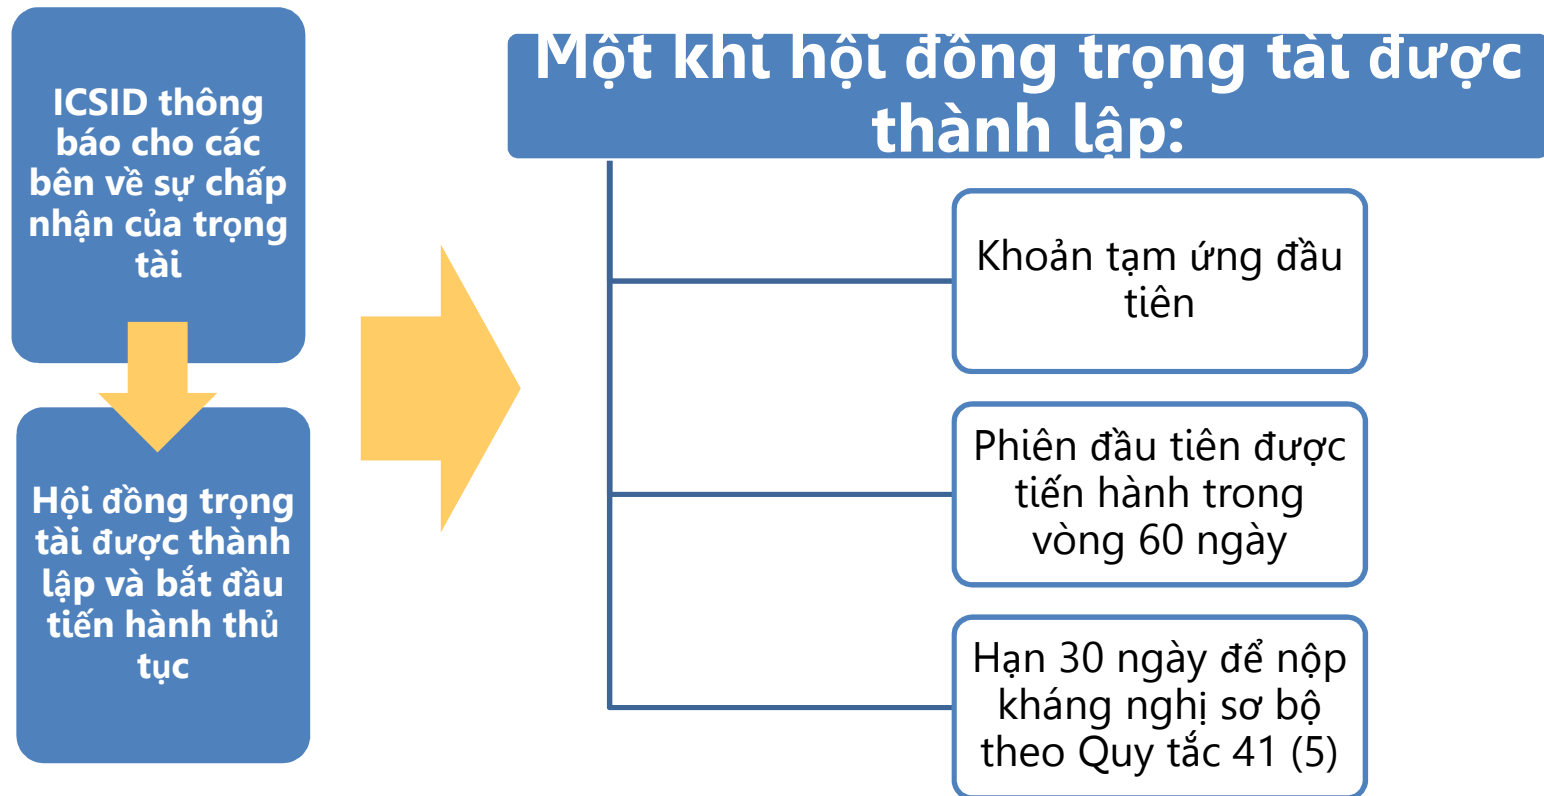 ICSID thông
báo cho các
bên về sự chấp
nhận của trọng
tài
Hội đồng trọng
tài được thành
lập và bắt đầu
tiến hành thủ
tục
Một khi hội đồng trọng tài được
thành lập:
Khoản tạm ứng đầu
tiên
Phiên đầu tiên được
tiến hành trong
vòng 60 ngày
Hạn 30 ngày để nộp
kháng nghị sơ bộ
theo Quy tắc 41 (5)